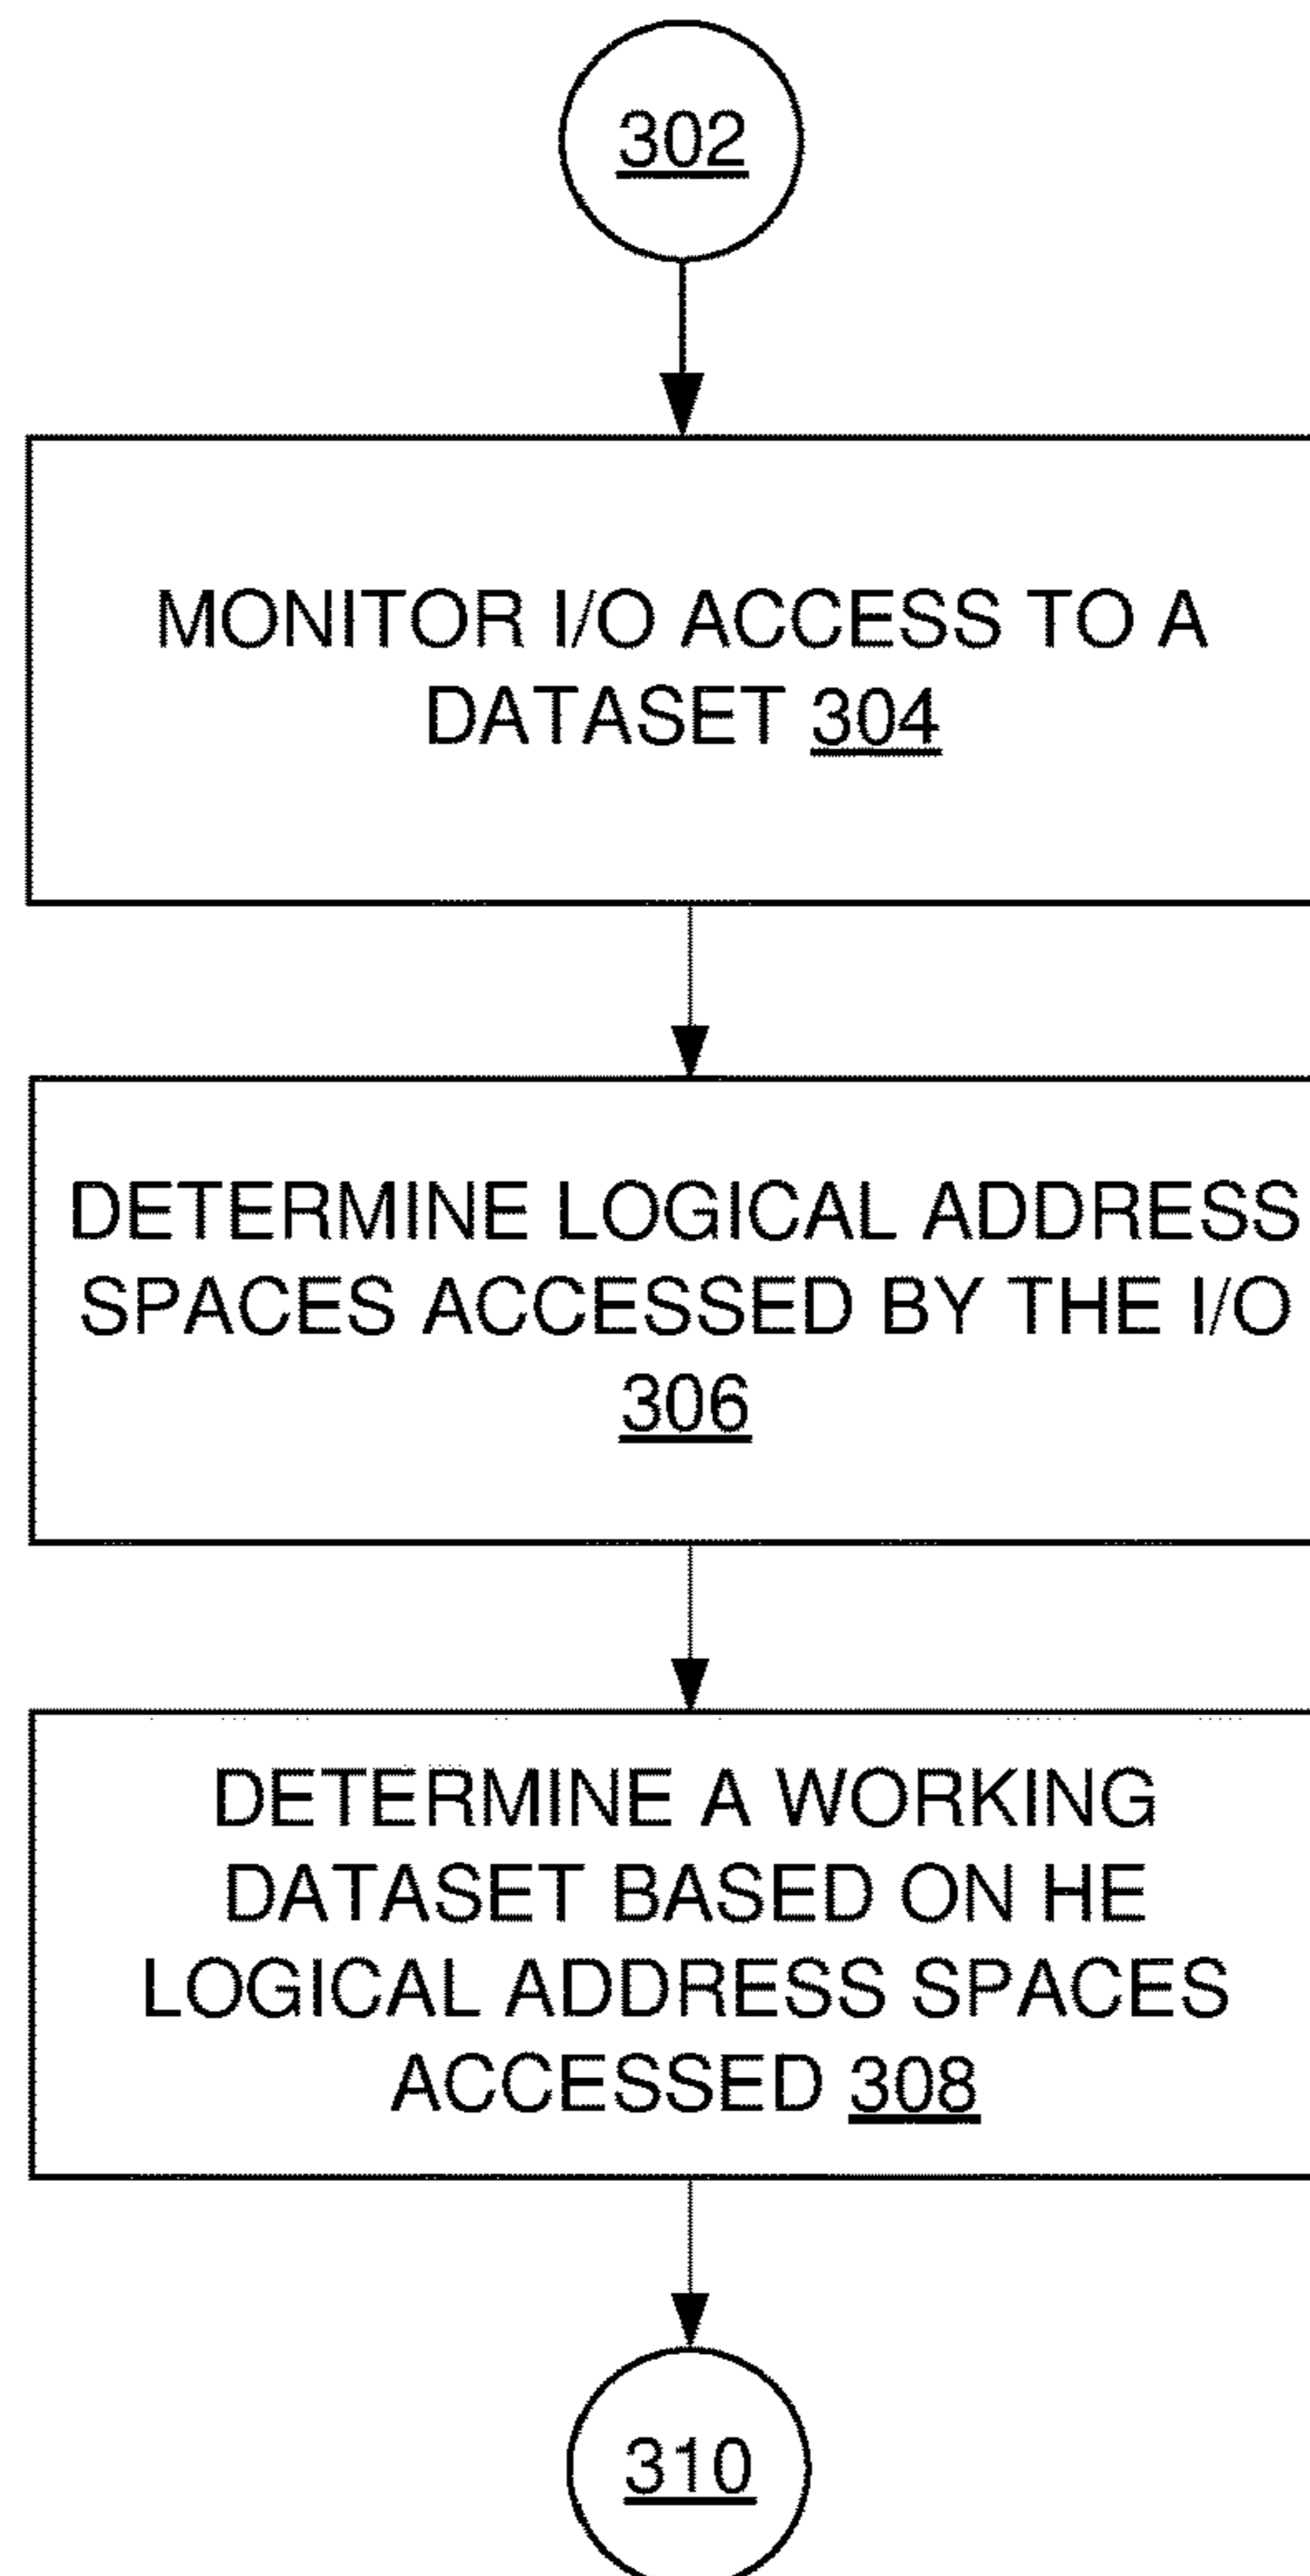 302
MONITOR I/O ACCESS TO A
DATASET 304
DETERMINE LOGICAL ADDRESS
SPACES ACCESSED BY THE I/O
306
DETERMINE A WORKING
DATASET BASED ON HE
LOGICAL ADDRESS SPACES
ACCESSED 308
310